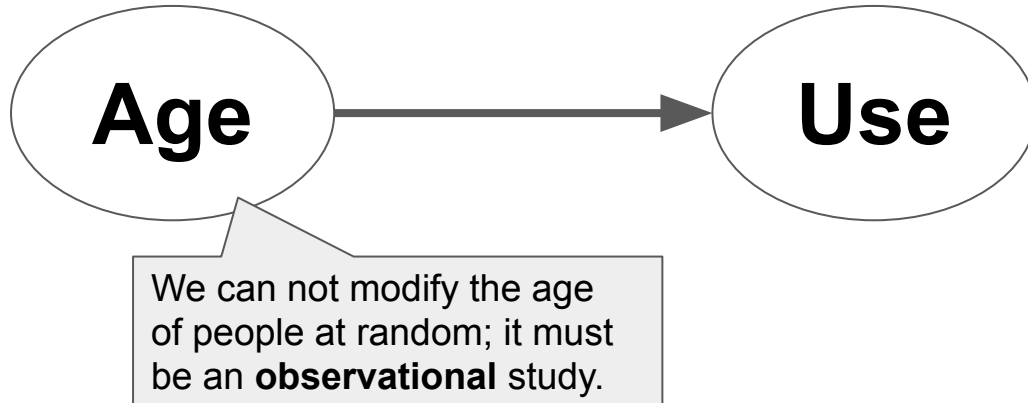 Age
Use
We can not modify the age
of people at random; it must
be an observational study.